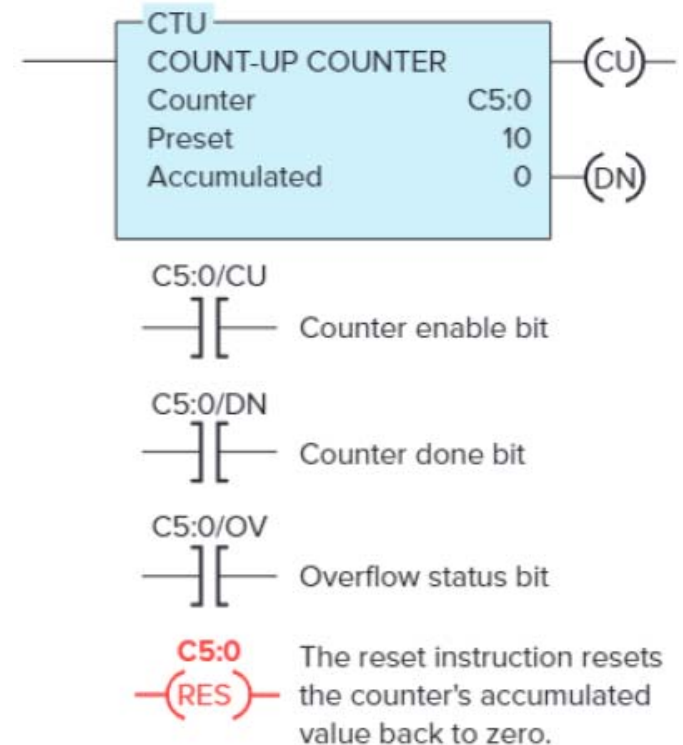 CTU
COUNT-UP COUNTER
(CU)
Counter C5:0
Preset 10
Accumulated 0
(DN)
C5:0/CU
Counter enable bit
C5:0/DN
Counter done bit
C5:0/OV
Overflow status bit
C5:0
(RES)
The reset instruction resets
the counter's accumulated
value back to zero.